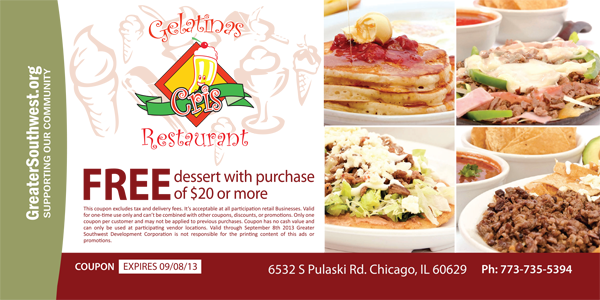 GreaterSouthwest.org
SUPPORTING OUR COMMUNITY
Gelatinas
Cris
Restaurant
FREE dessert with purchase
of $20 or more
This coupon excludes tax and delivery fees. It's acceptable at all participation retail Businesses. Valid
for one-time use only and can't be combined with other coupons, discounts, or promotions. Only one
coupon per customer and may not be applied to previous purchases. Coupon has no cash value and
can only be used at participating vendor locations. Valid through September 8th 2013 Greater
Southwest Development Corporation is not responsible for the printing content of this ads or
promotions.
COUPON EXPIRES 09/08/13
6532 S Pulaski Rd. Chicago, IL 60629 Ph: 773-735-5394